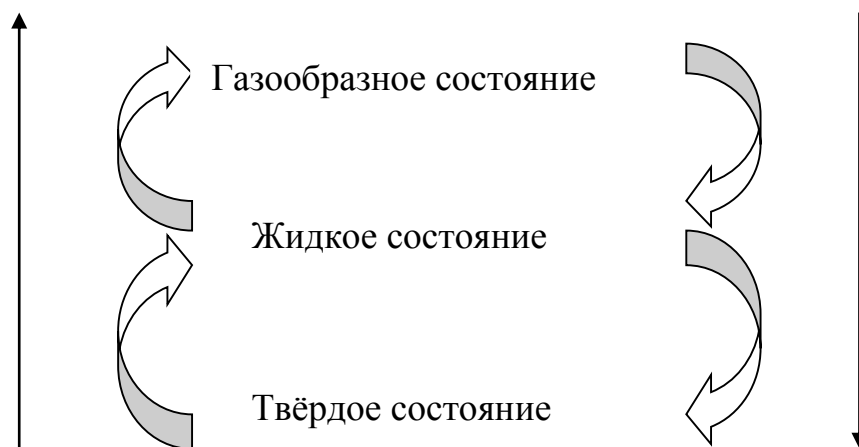 Газообразное состояние
Жидкое состояние
Твёрдое состояние